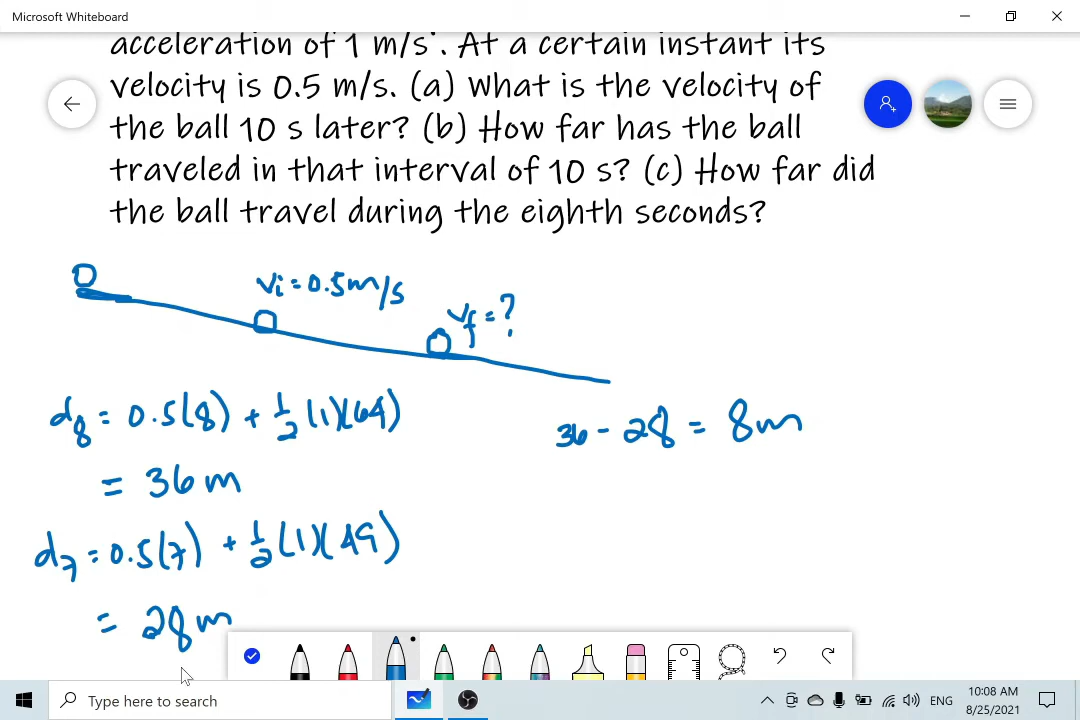 Microsoft Whiteboard
acceleration of 1 m/s². At a certain instant its
velocity is 0.5 m/s. (a) What is the velocity of
the ball 10 s later? (b) How far has the ball
traveled in that interval of 10 s? (c) How far did
the ball travel during the eighth seconds?
vi = 0.5m/s
vf = ?
d8 = 0.5(8) + 1/2 (1)(64)
= 36 m
36 - 28 = 8m
d7 = 0.5(7) + 1/2 (1)(49)
= 28m
Type here to search
ENG
10:08 AM
8/25/2021